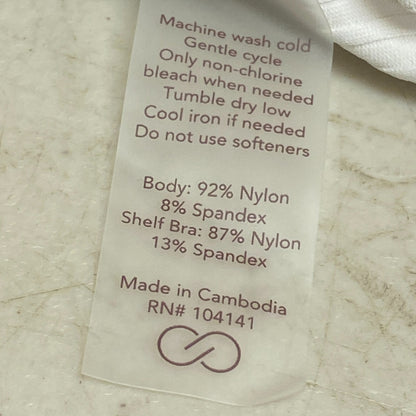 Machine wash cold
Gentle cycle
Only non-chlorine
bleach when needed
Tumble dry low
Cool iron if needed
Do not use softeners
Body: 92% Nylon
8% Spandex
Shelf Bra: 87% Nylon
13% Spandex
Made in Cambodia
RN# 104141